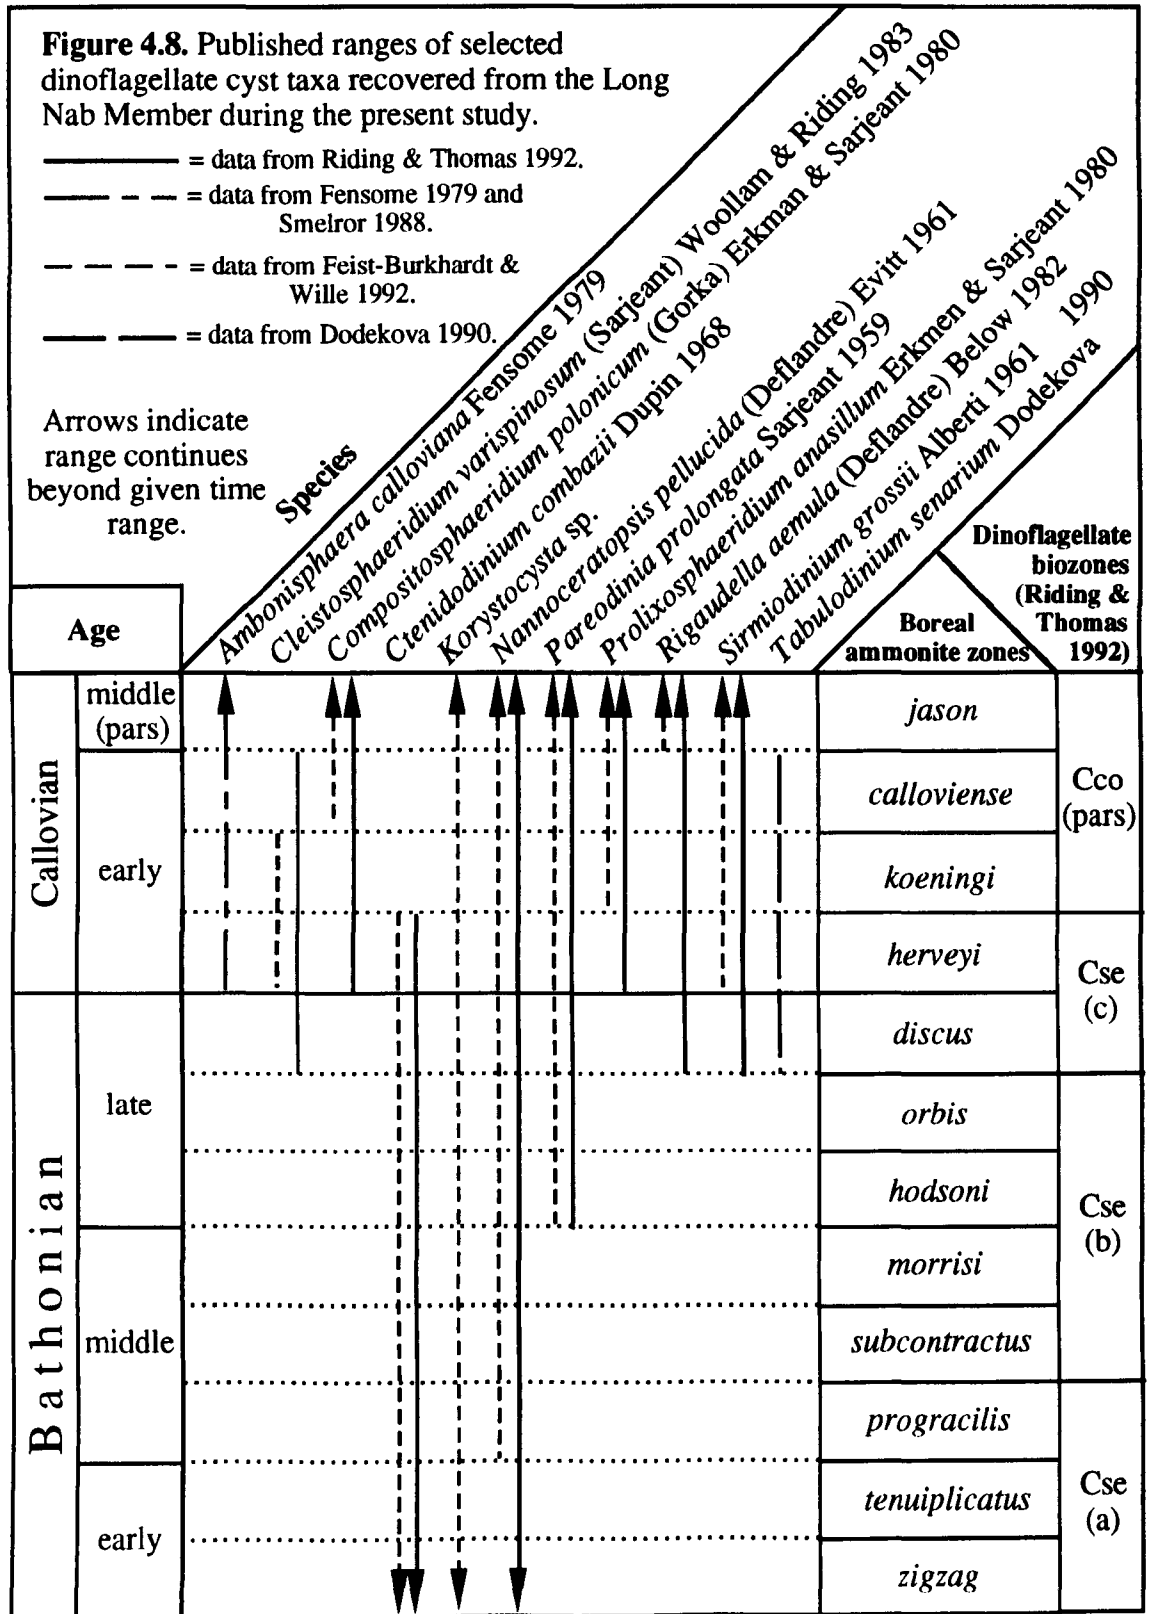 Figure 4.8. Published ranges of selected
dinoflagellate cyst taxa recovered from the Long
Nab Member during the present study.
= data from Riding & Thomas 1992.
= data from Fensome 1979 and
Smelror 1988.
= data from Feist-Burkhardt &
Wille 1992.
= data from Dodekova 1990.
Arrows indicate
range continues
beyond given time
range.
Species
Ambonisphaera calloviana Fensome 1979
Cleistosphaeridium varispinosum (Sarjeant) Woollam & Riding 1983
Compositosphaeridium polonicum (Gorka) Erkman & Sarjeant 1980
Ctenidodinium combazii Dupin 1968
Korystocysta sp.
Nannoceratopsis pellucida (Deflandre) Evitt 1961
Pareodinia prolongata Sarjeant 1959
Prolixosphaeridium anasillum Erkmen & Sarjeant 1980
Rigaudella aemula (Deflandre) Below 1982
Sirmiodinium grossii Alberti 1961
Tabulodinium senarium Dodekova 1990
Age
Boreal
ammonite zones
Dinoflagellate
biozones
(Riding &
Thomas
1992)
Callovian
middle
(pars)
early
Bathonian
late
middle
early
jason
calloviense
koeningi
herveyi
discus
orbis
hodsoni
morrisi
subcontractus
progracilis
tenuiplicatus
zigzag
Cco
(pars)
Cse
(c)
Cse
(b)
Cse
(a)